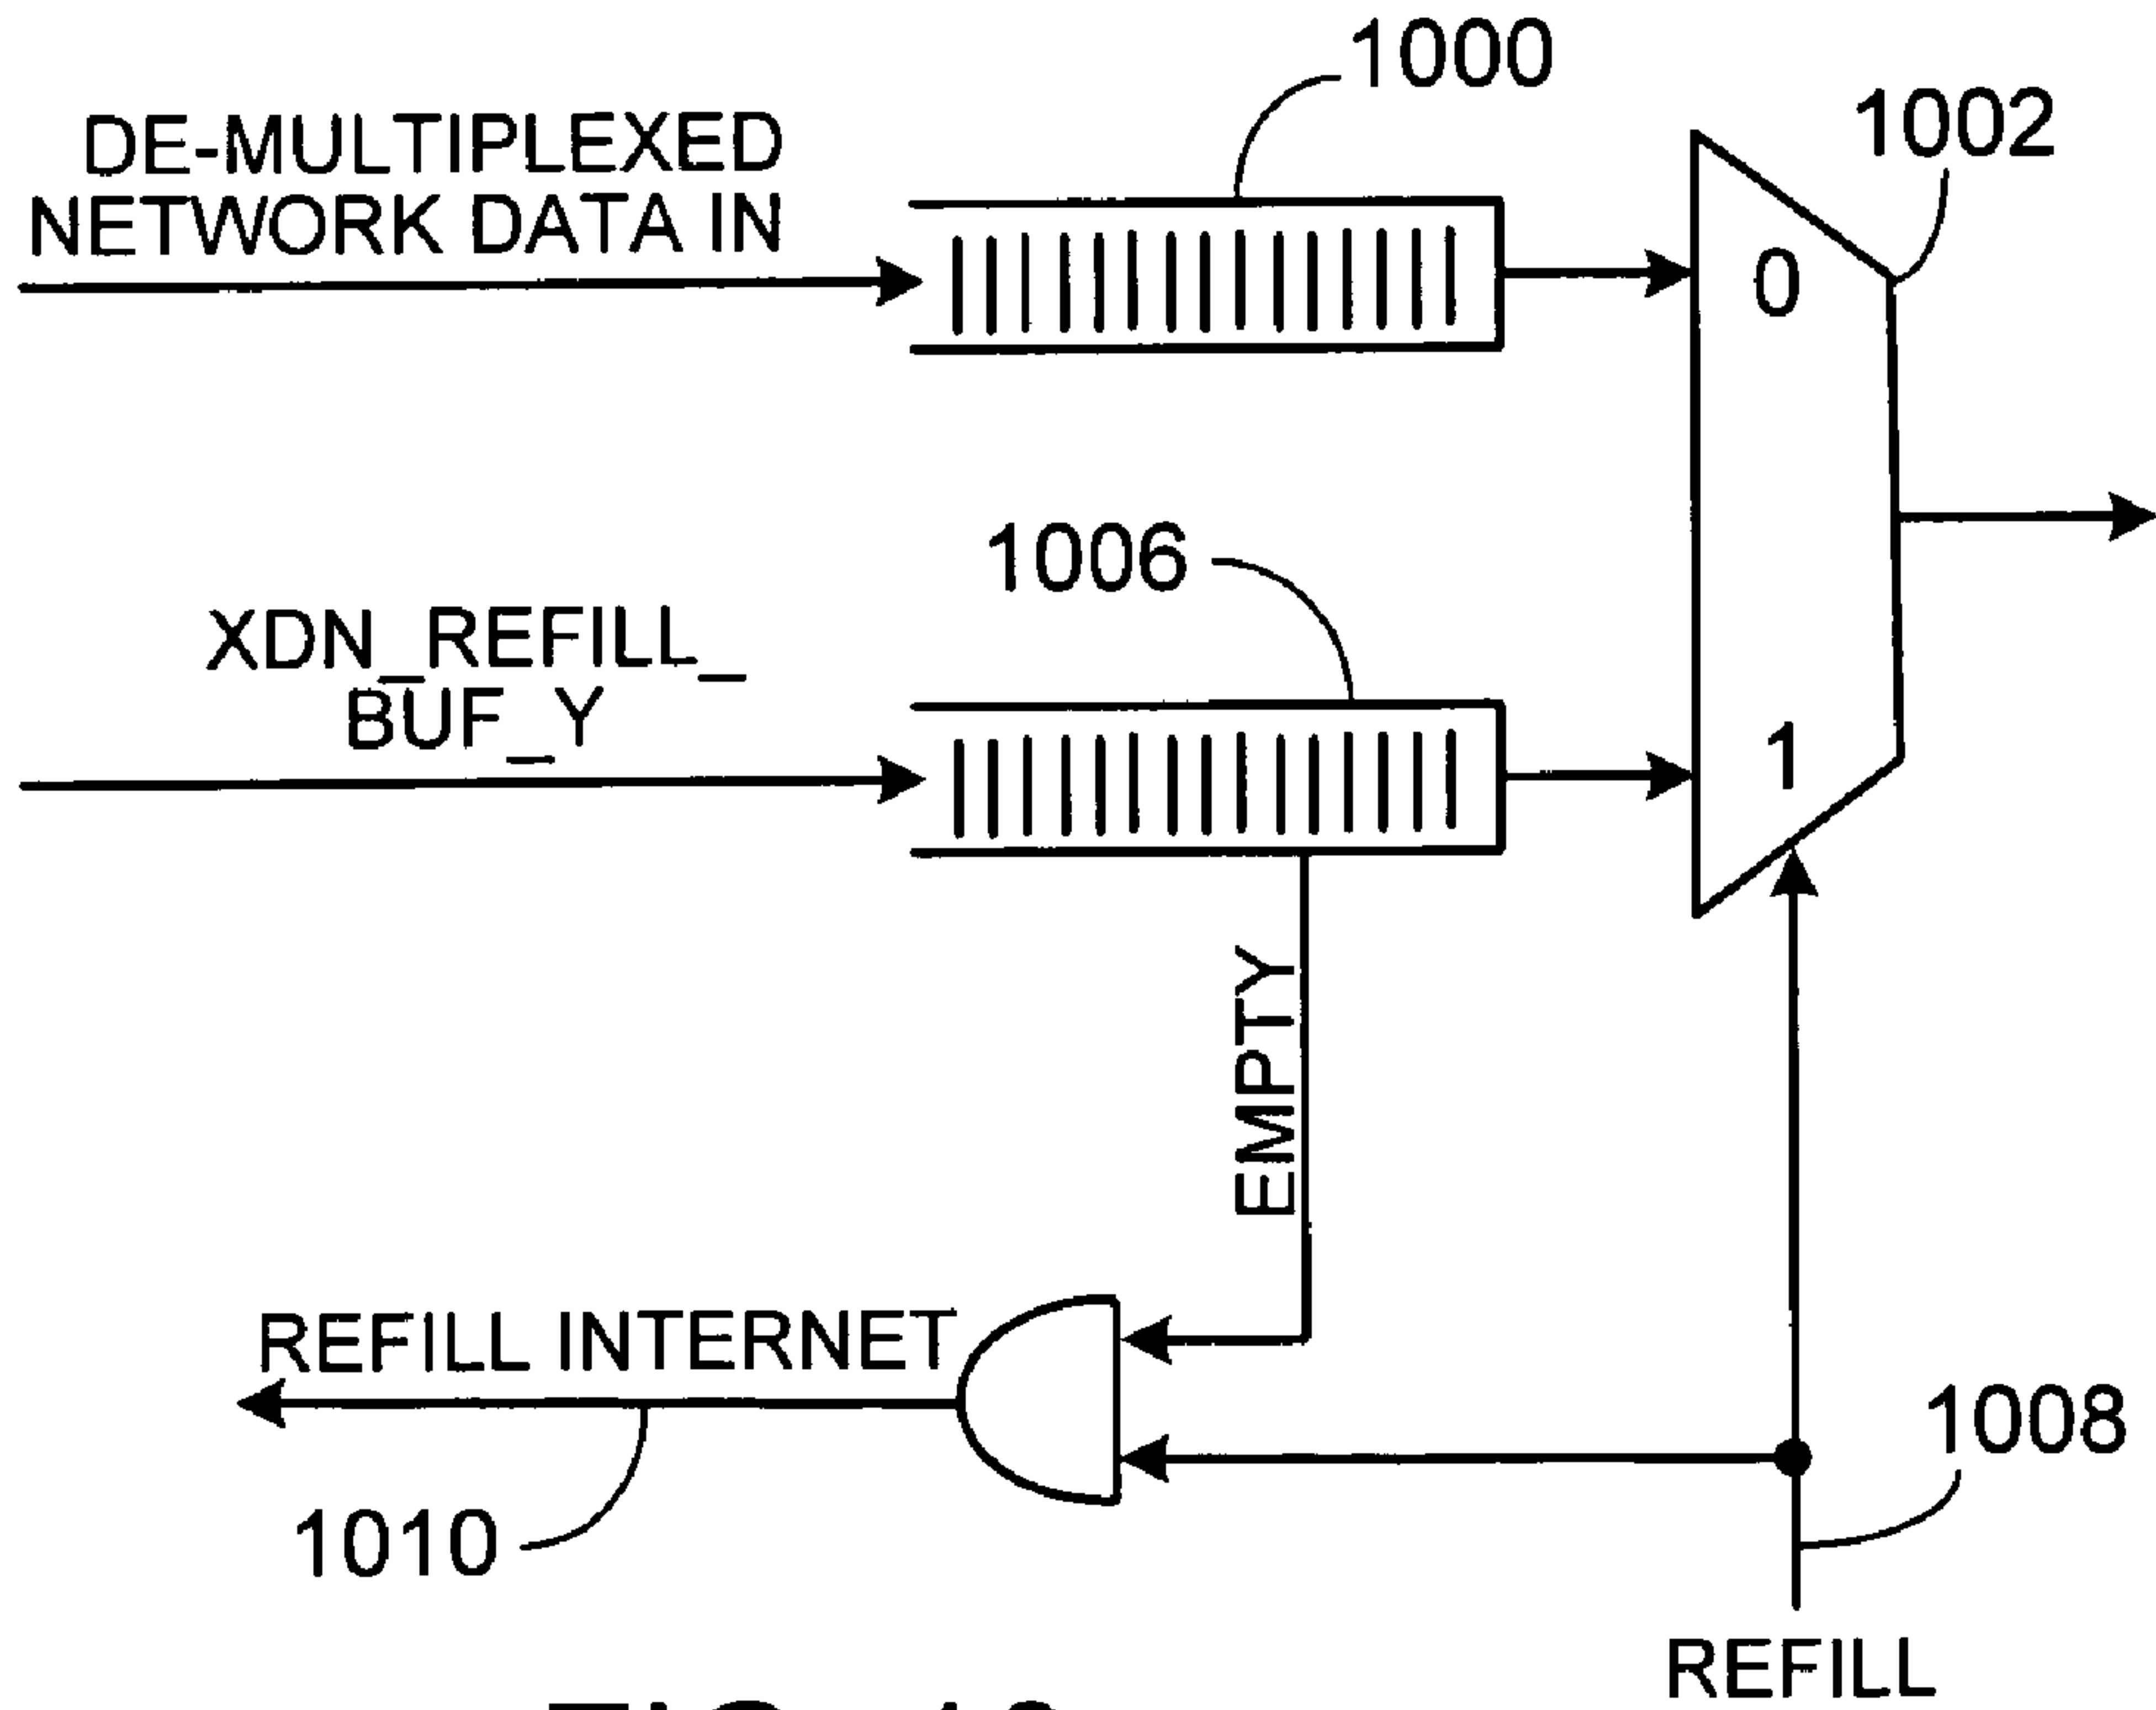 1000
1002
DE-MULTIPLEXED
NETWORK DATA IN
0
1006
XDN_REFILL_
BUF_Y
1
EMPTY
REFILL INTERNET
1008
1010
REFILL